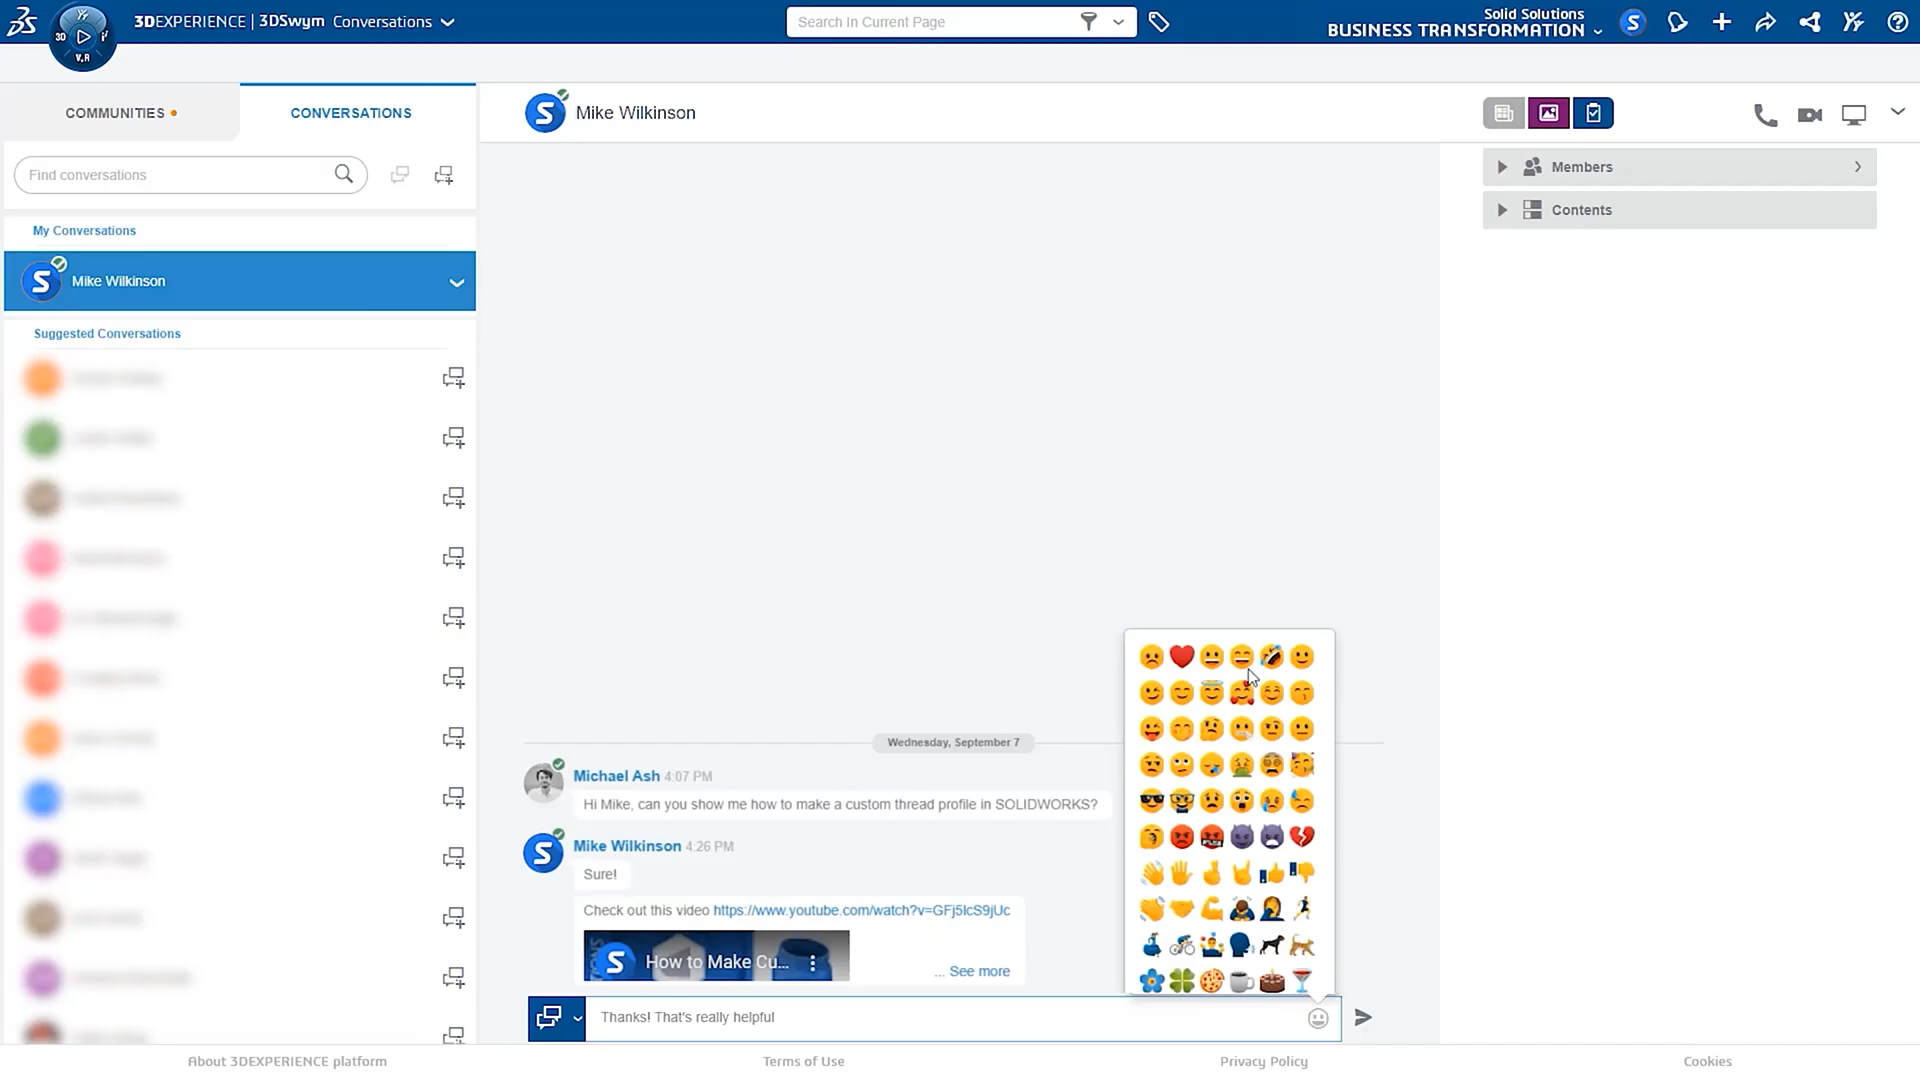 3DEXPERIENCE | 3DSwym Conversations
Search In Current Page
Solid Solutions
BUSINESS TRANSFORMATION
3D
V.R
COMMUNITIES
CONVERSATIONS
Find conversations
My Conversations
Mike Wilkinson
Suggested Conversations
Mike Wilkinson
Members
Contents
Wednesday, September 7
Michael Ash 4:07 PM
Hi Mike, can you show me how to make a custom thread profile in SOLIDWORKS?
Mike Wilkinson 4:26 PM
Sure!
Check out this video https://www.youtube.com/watch?v=GFj5IcS9jUc
How to Make Cu...
... See more
Thanks! That's really helpful
About 3DEXPERIENCE platform
Terms of Use
Privacy Policy
Cookies